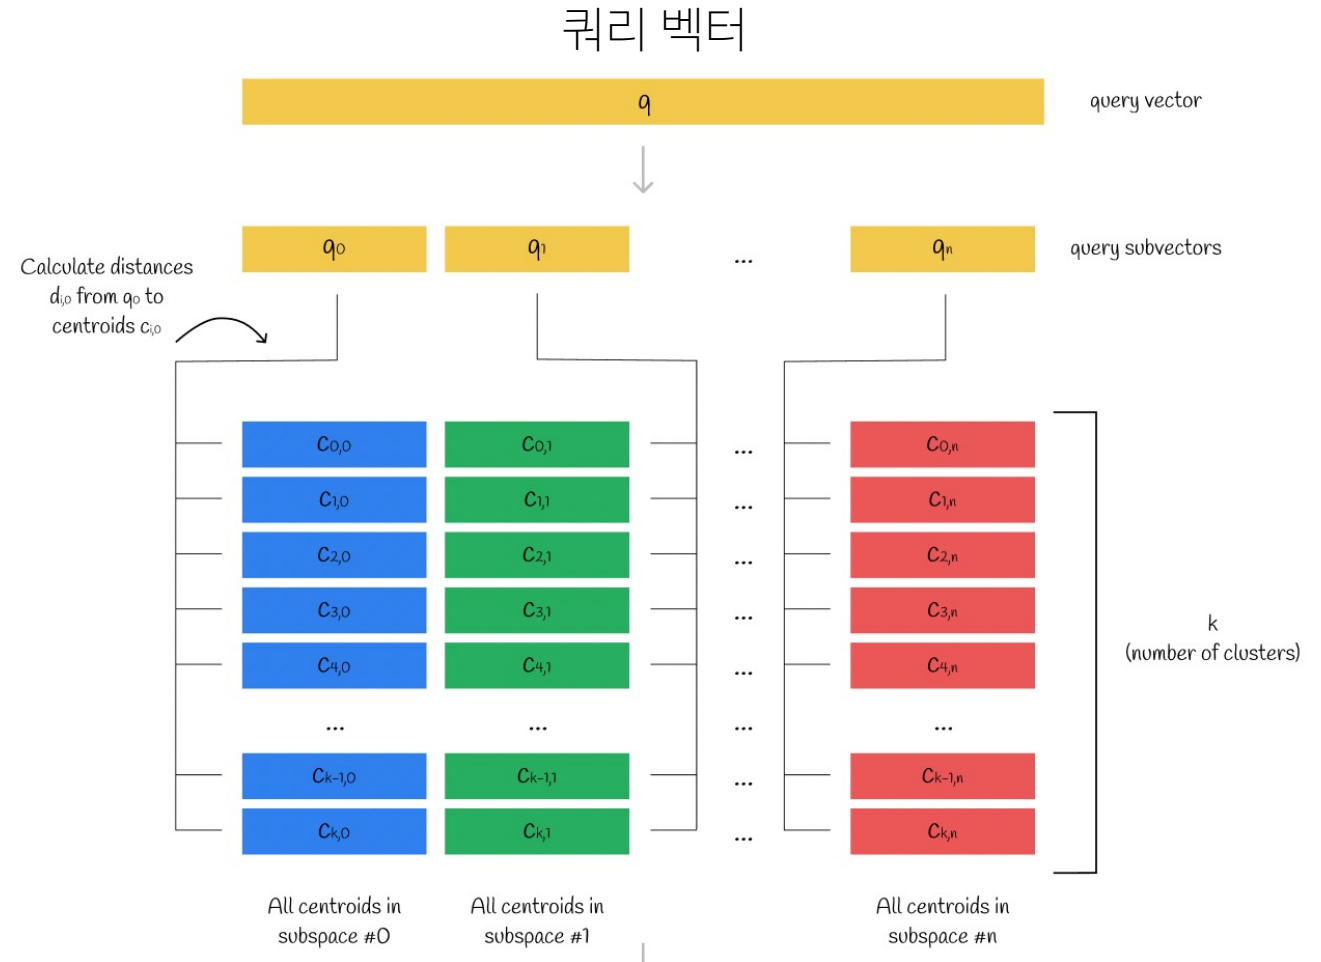 쿼리 벡터
q
query vector
q0 q1 ... qn
query subvectors
Calculate distances
di,0 from q0 to
centroids ci,0
c0,0 c0,1 ... c0,n
c1,0 c1,1 ... c1,n
c2,0 c2,1 ... c2,n
c3,0 c3,1 ... c3,n
c4,0 c4,1 ... c4,n
... ... ... ...
ck-1,0 ck-1,1 ... ck-1,n
ck,0 ck,1 ... ck,n
k
(number of clusters)
All centroids in
subspace #0
All centroids in
subspace #1
All centroids in
subspace #n